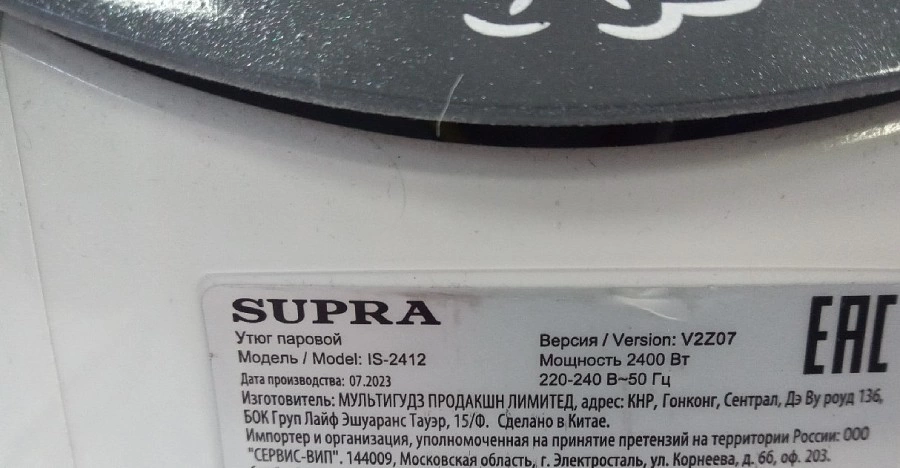 SUPRA
EAC
Утюг паровой
Модель / Model: IS-2412
Дата производства: 07.2023
Версия / Version: V2Z07
Мощность 2400 Вт
220-240 В~50 Гц
Изготовитель: МУЛЬТИГУДЗ ПРОДАКШН ЛИМИТЕД, адрес: КНР, Гонконг, Сентрал, Дэ Ву роуд 136,
БОК Груп Лайф Эшуаранс Тауэр, 15/Ф. Сделано в Китае.
Импортер и организация, уполномоченная на принятие претензий на территории России: ООО
"СЕРВИС-ВИП". 144009, Московская область, г. Электросталь, ул. Корнеева, д. 6б, оф. 203.